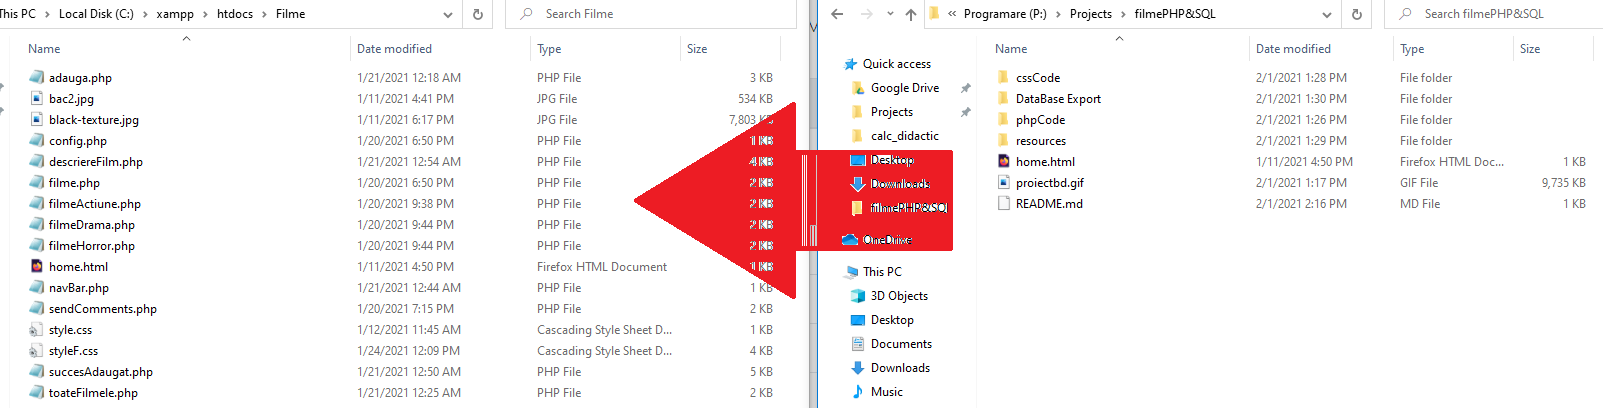 This PC > Local Disk (C:) > xampp > htdocs > Filme
Search Filme
Name Date modified Type Size
adauga.php 1/21/2021 12:18 AM PHP File 3 KB
bac2.jpg 1/11/2021 4:41 PM JPG File 534 KB
black-texture.jpg 1/11/2021 6:17 PM JPG File 7,803 KB
config.php 1/20/2021 6:50 PM PHP File 1 KB
descriereFilm.php 1/21/2021 12:54 AM PHP File 4 KB
filme.php 1/20/2021 6:50 PM PHP File 2 KB
filmeActiune.php 1/20/2021 9:38 PM PHP File 2 KB
filmeDrama.php 1/20/2021 9:44 PM PHP File 2 KB
filmeHorror.php 1/20/2021 9:44 PM PHP File 2 KB
home.html 1/11/2021 4:50 PM Firefox HTML Document 1 KB
navBar.php 1/21/2021 12:44 AM PHP File 1 KB
sendComments.php 1/20/2021 7:15 PM PHP File 2 KB
style.css 1/12/2021 11:45 AM Cascading Style Sheet D... 1 KB
styleF.css 1/24/2021 12:09 PM Cascading Style Sheet D... 4 KB
succesAdaugat.php 1/21/2021 12:50 AM PHP File 5 KB
toateFilmele.php 1/21/2021 12:25 AM PHP File 2 KB
« Programare (P:) > Projects > filmePHP&SQL
Search filmePHP&SQL
Quick access
Google Drive
Projects
calc_didactic
Desktop
Downloads
filmePHP&SQL
OneDrive
This PC
3D Objects
Desktop
Documents
Downloads
Music
Name Date modified Type Size
cssCode 2/1/2021 1:28 PM File folder
DataBase Export 2/1/2021 1:30 PM File folder
phpCode 2/1/2021 1:26 PM File folder
resources 2/1/2021 1:29 PM File folder
home.html 1/11/2021 4:50 PM Firefox HTML Doc... 1 KB
proiectbd.gif 2/1/2021 1:17 PM GIF File 9,735 KB
README.md 2/1/2021 2:16 PM MD File 1 KB